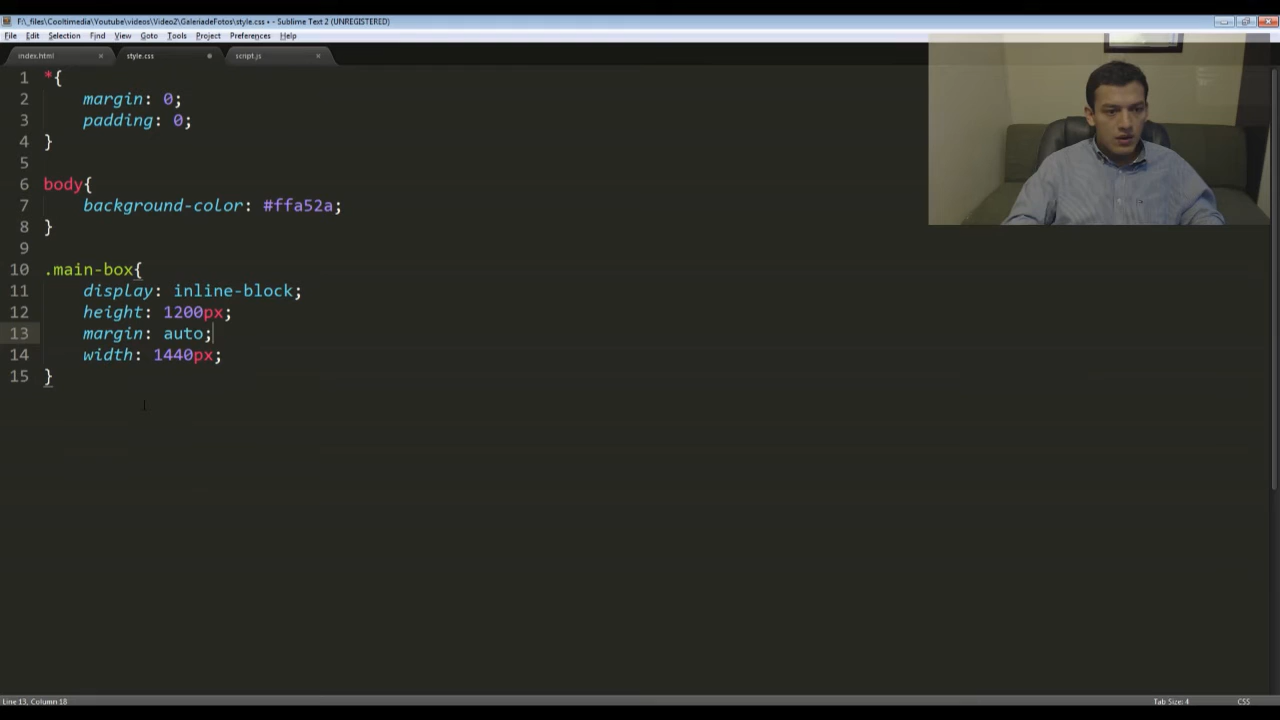 F:\_files\Cooltimedia\Youtube\videos\Video2\GaleriadeFotos\style.css • - Sublime Text 2 (UNREGISTERED)
File Edit Selection Find View Goto Tools Project Preferences Help
index.html × style.css script.js ×
1 *{
2 margin: 0;
3 padding: 0;
4 }
5
6 body{
7 background-color: #ffa52a;
8 }
9
10 .main-box{
11 display: inline-block;
12 height: 1200px;
13 margin: auto;
14 width: 1440px;
15 }
Line 13, Column 18 Tab Size: 4 CSS